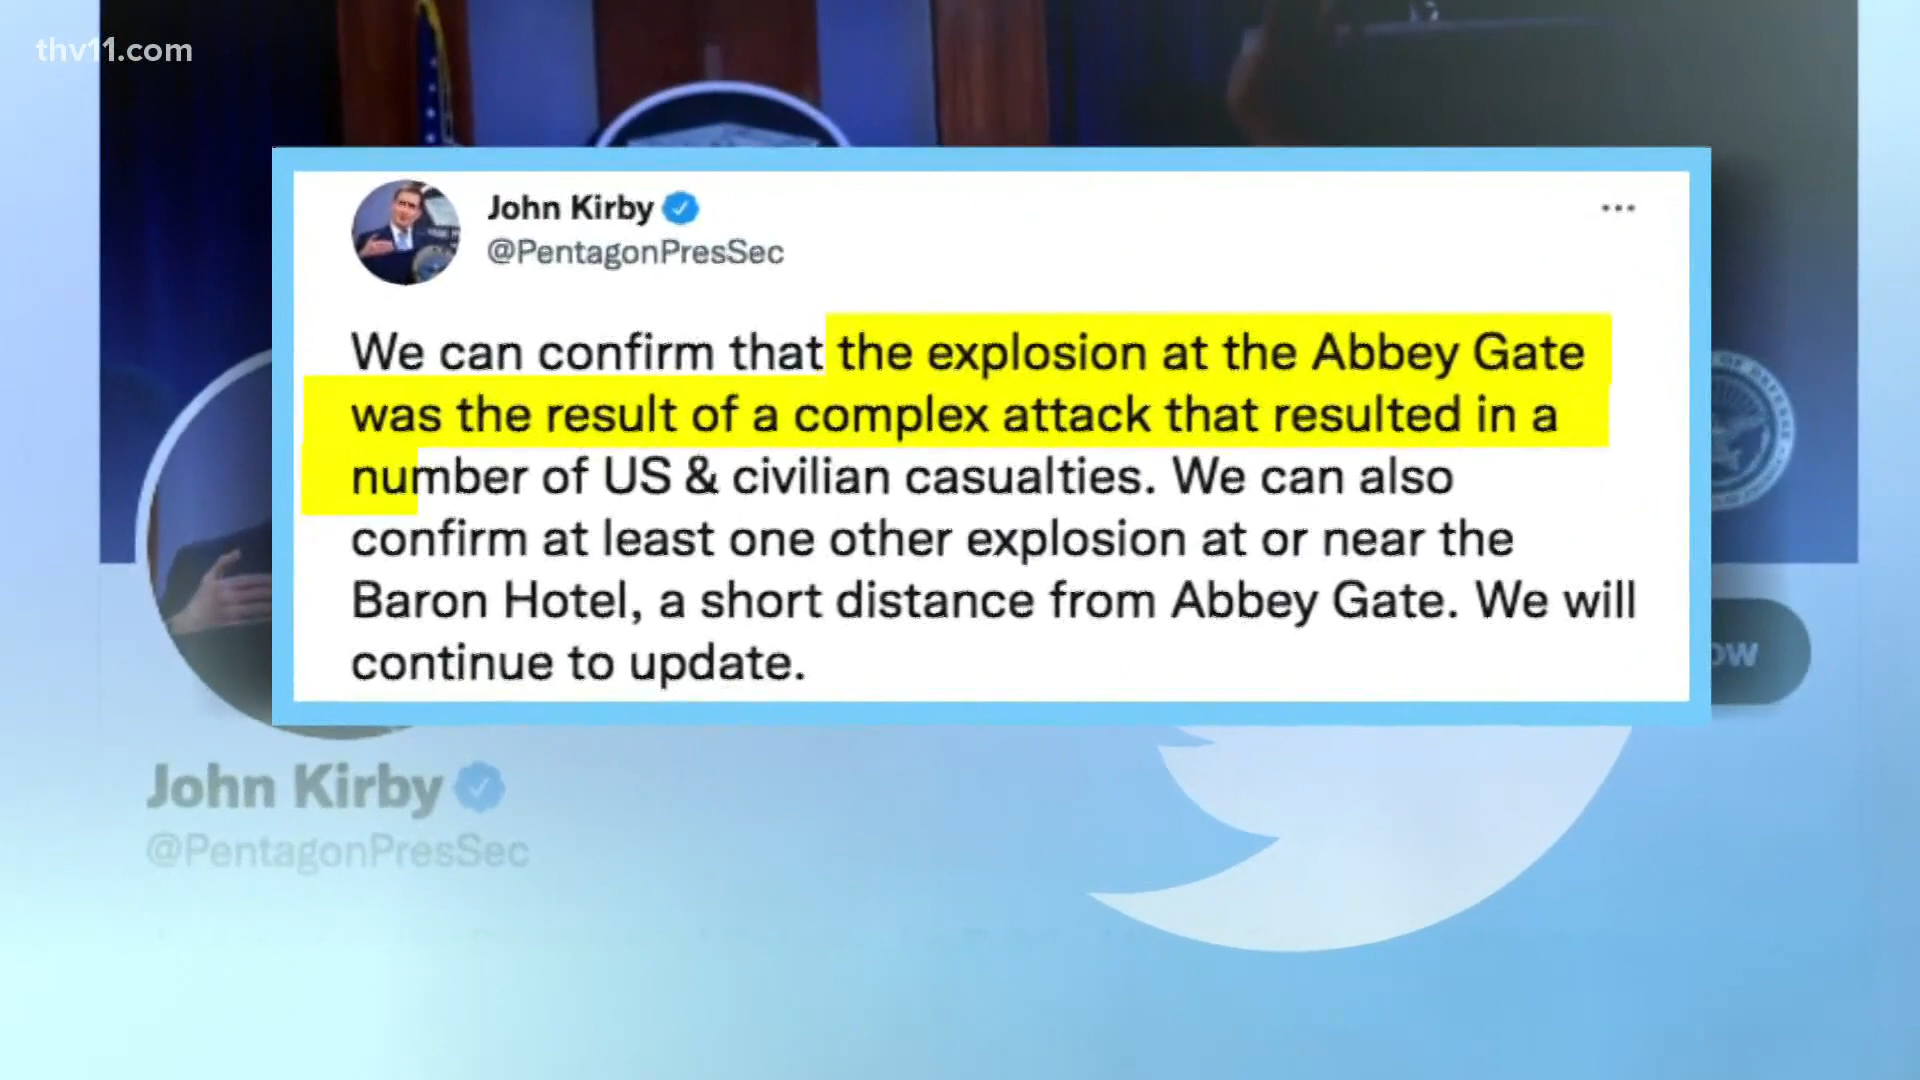 thv11.com
John Kirby
@PentagonPresSec
We can confirm that the explosion at the Abbey Gate
was the result of a complex attack that resulted in a
number of US & civilian casualties. We can also
confirm at least one other explosion at or near the
Baron Hotel, a short distance from Abbey Gate. We will
continue to update.
John Kirby
@PentagonPresSec